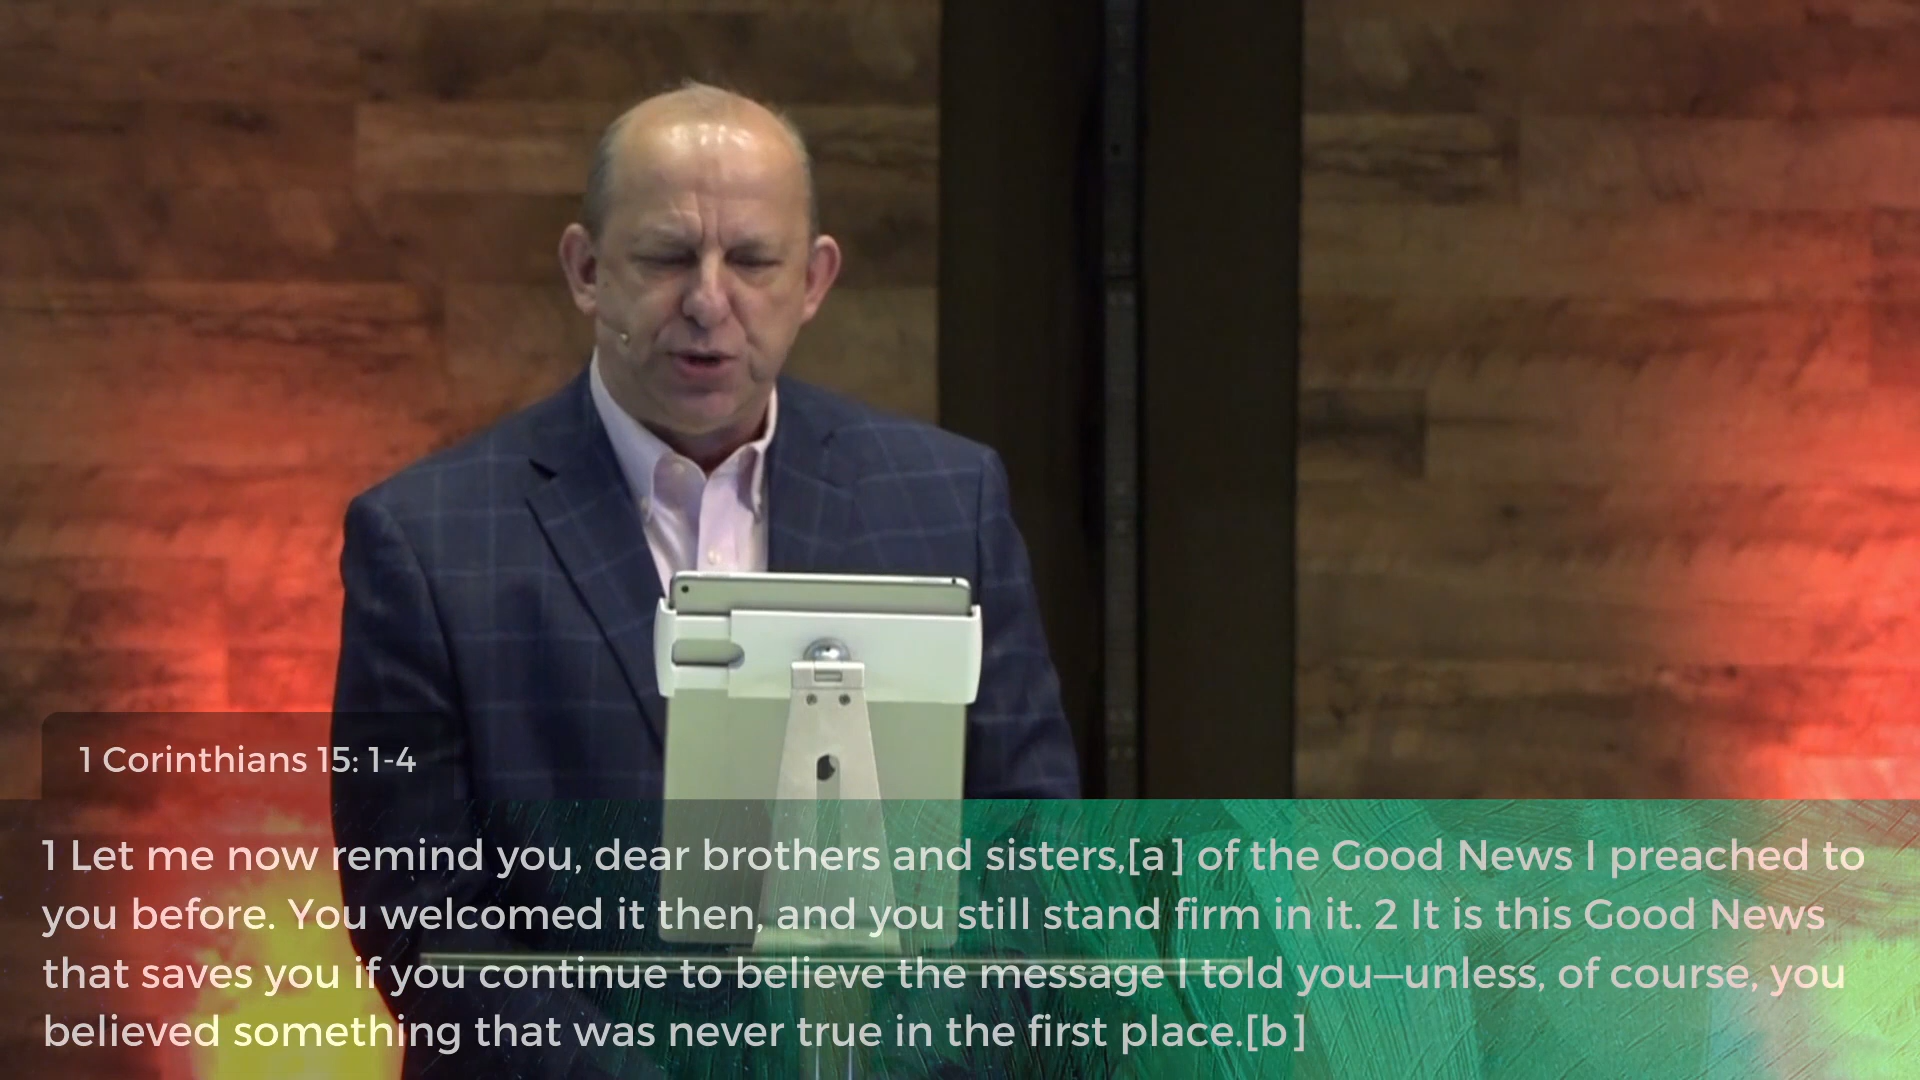 1 Corinthians 15: 1-4
1 Let me now remind you, dear brothers and sisters,[a] of the Good News I preached to
you before. You welcomed it then, and you still stand firm in it. 2 It is this Good News
that saves you if you continue to believe the message I told you—unless, of course, you
believed something that was never true in the first place.[b]